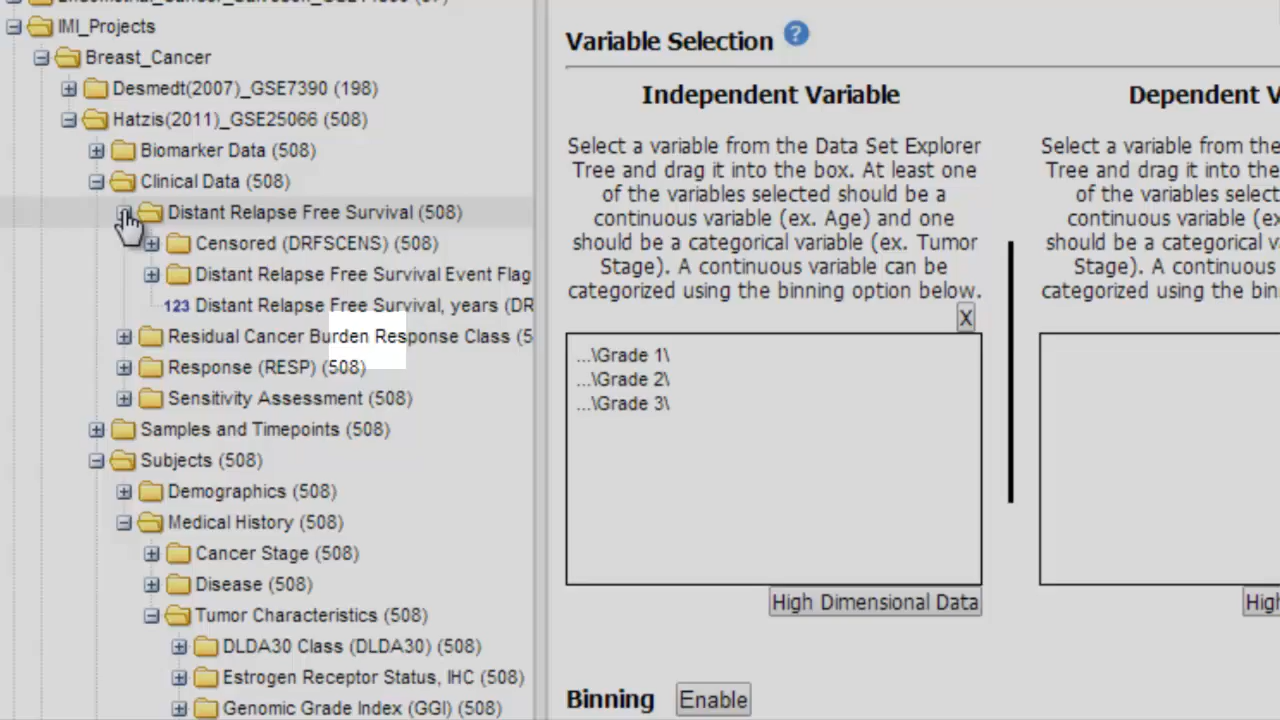 IMI_Projects
Breast_Cancer
Desmedt(2007)_GSE7390 (198)
Hatzis(2011)_GSE25066 (508)
Biomarker Data (508)
Clinical Data (508)
Distant Relapse Free Survival (508)
Censored (DRFSCENS) (508)
Distant Relapse Free Survival Event Flag
123 Distant Relapse Free Survival, years (DR
Residual Cancer Burden Response Class (5
Response (RESP) (508)
Sensitivity Assessment (508)
Samples and Timepoints (508)
Subjects (508)
Demographics (508)
Medical History (508)
Cancer Stage (508)
Disease (508)
Tumor Characteristics (508)
DLDA30 Class (DLDA30) (508)
Estrogen Receptor Status, IHC (508)
Genomic Grade Index (GGI) (508)
Variable Selection ?
Independent Variable
Select a variable from the Data Set Explorer
Tree and drag it into the box. At least one
of the variables selected should be a
continuous variable (ex. Age) and one
should be a categorical variable (ex. Tumor
Stage). A continuous variable can be
categorized using the binning option below.
X
...\Grade 1\
...\Grade 2\
...\Grade 3\
High Dimensional Data
Binning Enable
Dependent V
Select a variable from the
Tree and drag it into the
of the variables select
continuous variable (
should be a categorical va
Stage). A continuous
categorized using the bin
High